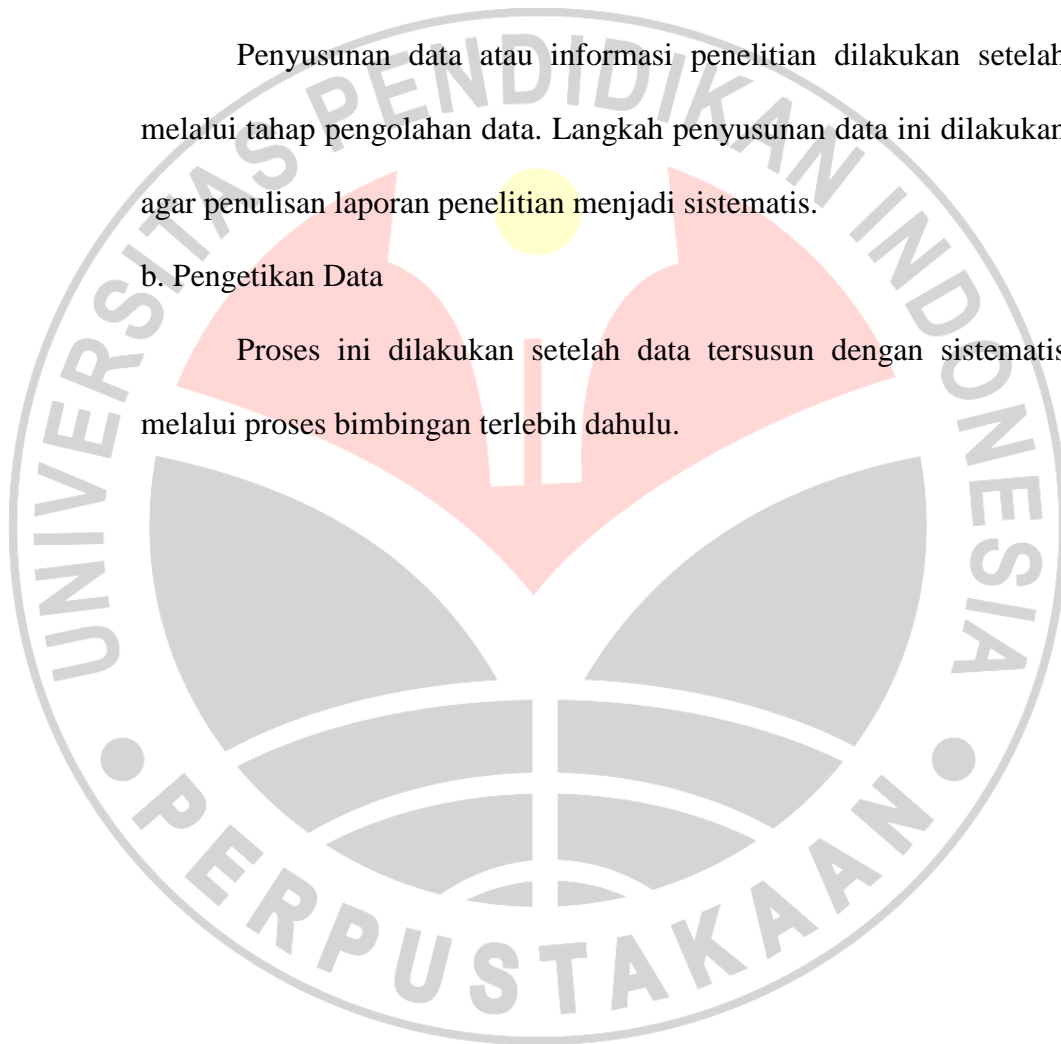 Penyusunan data atau informasi penelitian dilakukan setelah
melalui tahap pengolahan data. Langkah penyusunan data ini dilakukan
agar penulisan laporan penelitian menjadi sistematis.
b. Pengetikan Data
Proses ini dilakukan setelah data tersusun dengan sistematis
melalui proses bimbingan terlebih dahulu.
UNIVERSITAS PENDIDIKAN INDONESIA
PERPUSTAKAAN